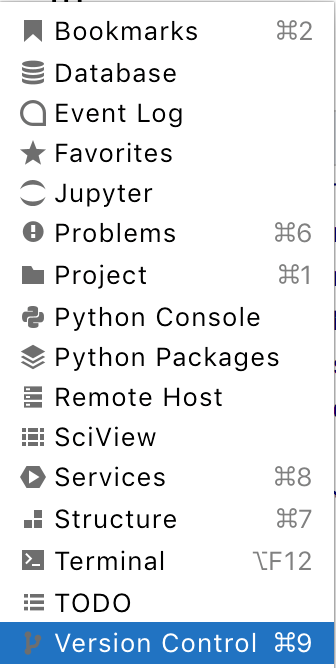 Bookmarks ⌘2
Database
Event Log
Favorites
Jupyter
Problems ⌘6
Project ⌘1
Python Console
Python Packages
Remote Host
SciView
Services ⌘8
Structure ⌘7
Terminal ⌥F12
TODO
Version Control ⌘9